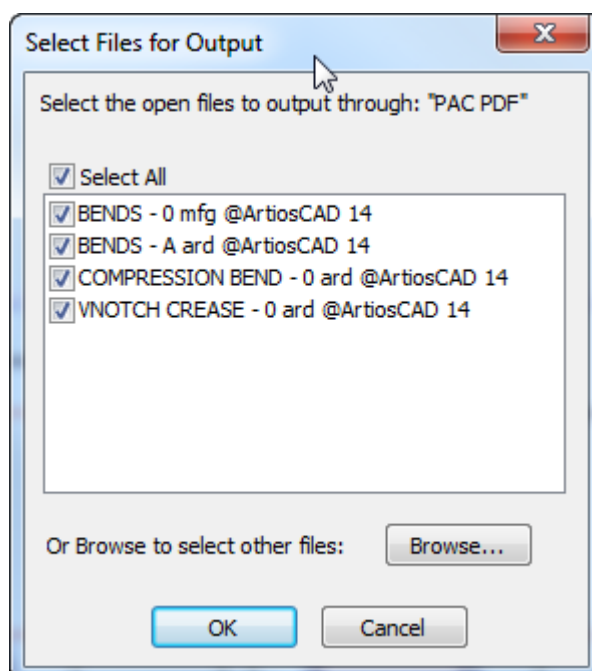 Select Files for Output
Select the open files to output through: "PAC PDF"
Select All
BENDS - 0 mfg @ArtiosCAD 14
BENDS - A ard @ArtiosCAD 14
COMPRESSION BEND - 0 ard @ArtiosCAD 14
VNOTCH CREASE - 0 ard @ArtiosCAD 14
Or Browse to select other files: Browse...
OK Cancel